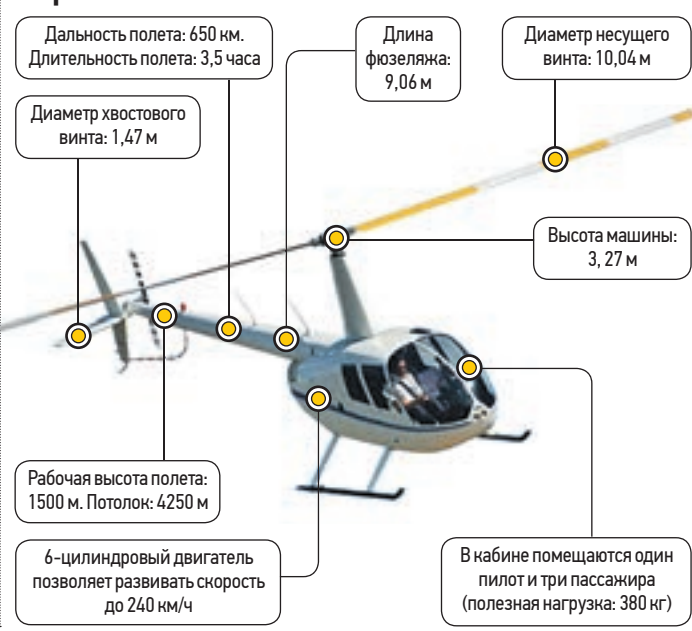 Дальность полета: 650 км.
Длительность полета: 3,5 часа
Длина
фюзеляжа:
9,06 м
Диаметр несущего
винта: 10,04 м
Диаметр хвостового
винта: 1,47 м
Высота машины:
3, 27 м
Рабочая высота полета:
1500 м. Потолок: 4250 м
6-цилиндровый двигатель
позволяет развивать скорость
до 240 км/ч
В кабине помещаются один
пилот и три пассажира
(полезная нагрузка: 380 кг)